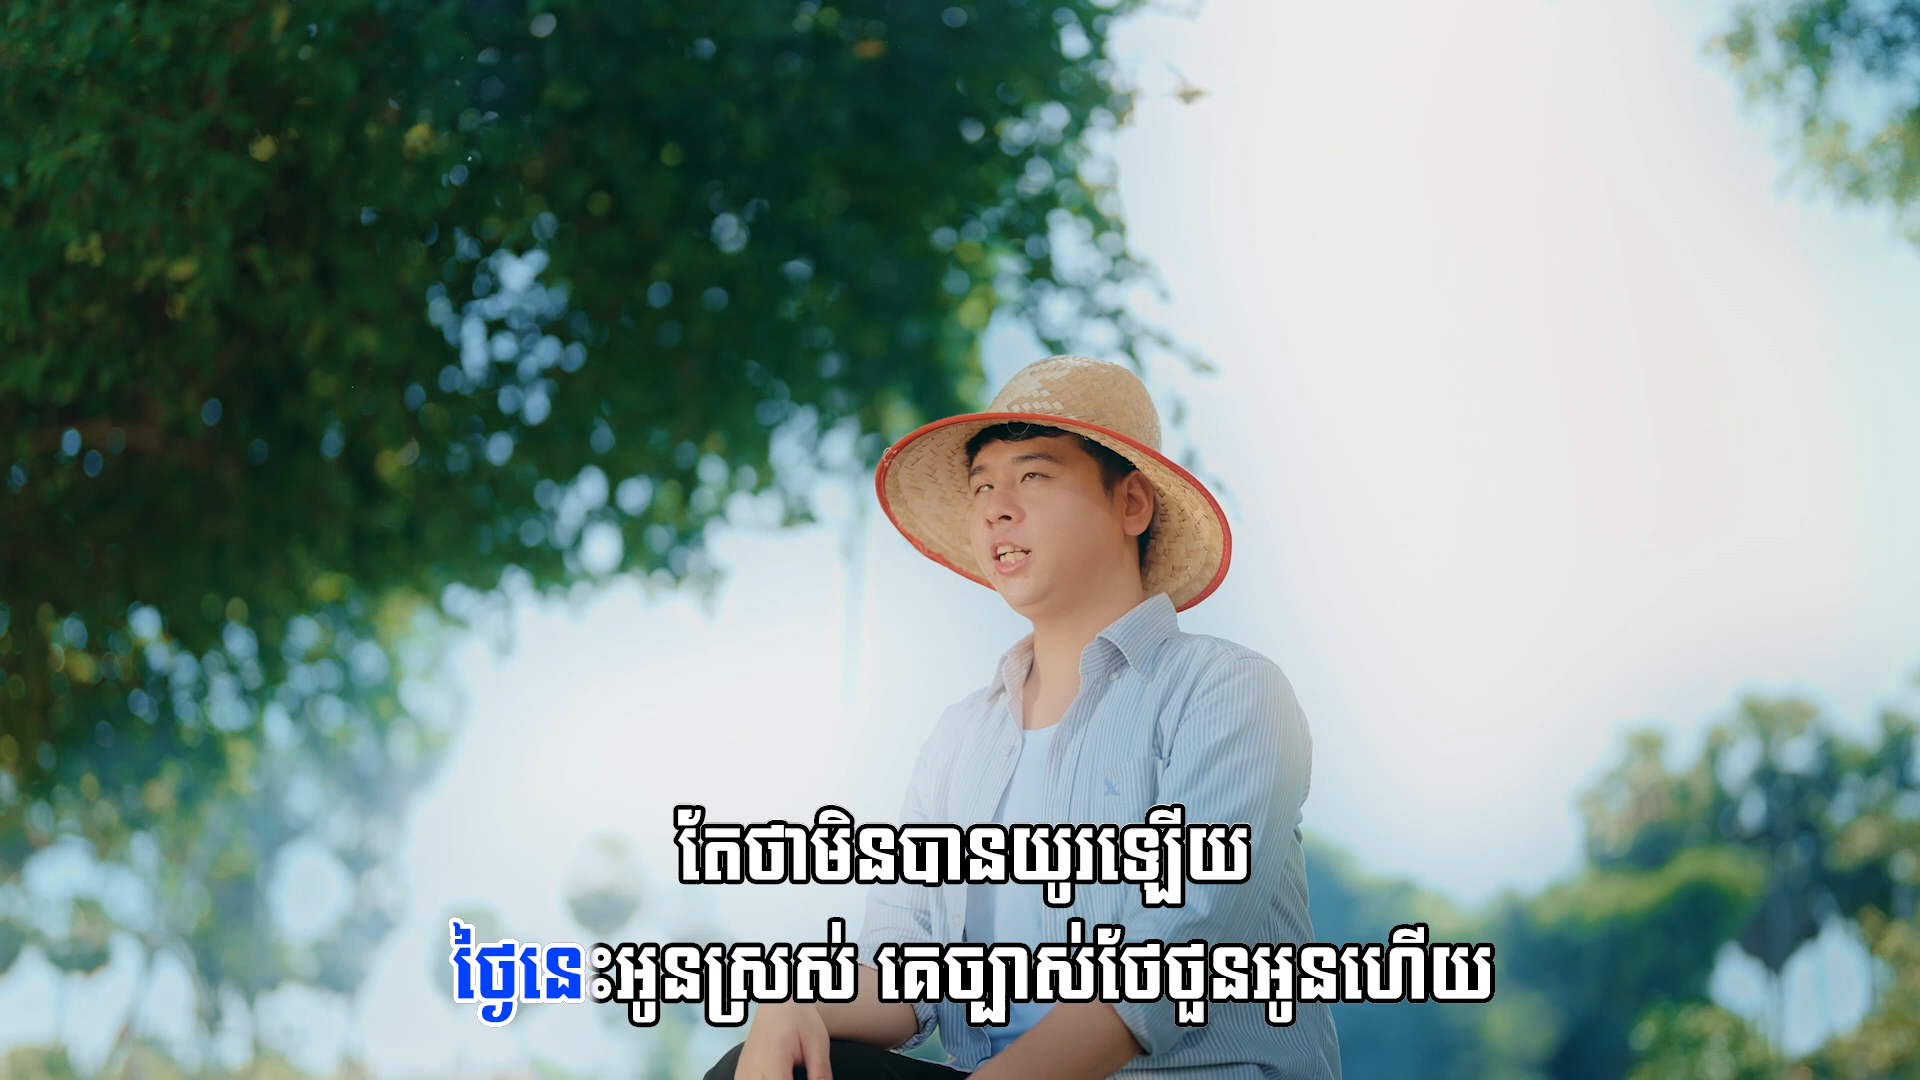 តែថាមិនបានយូរឡើយ
ថ្ងៃនេះអូនស្រស់ គេច្បាស់ថែថួនអូនហើយ